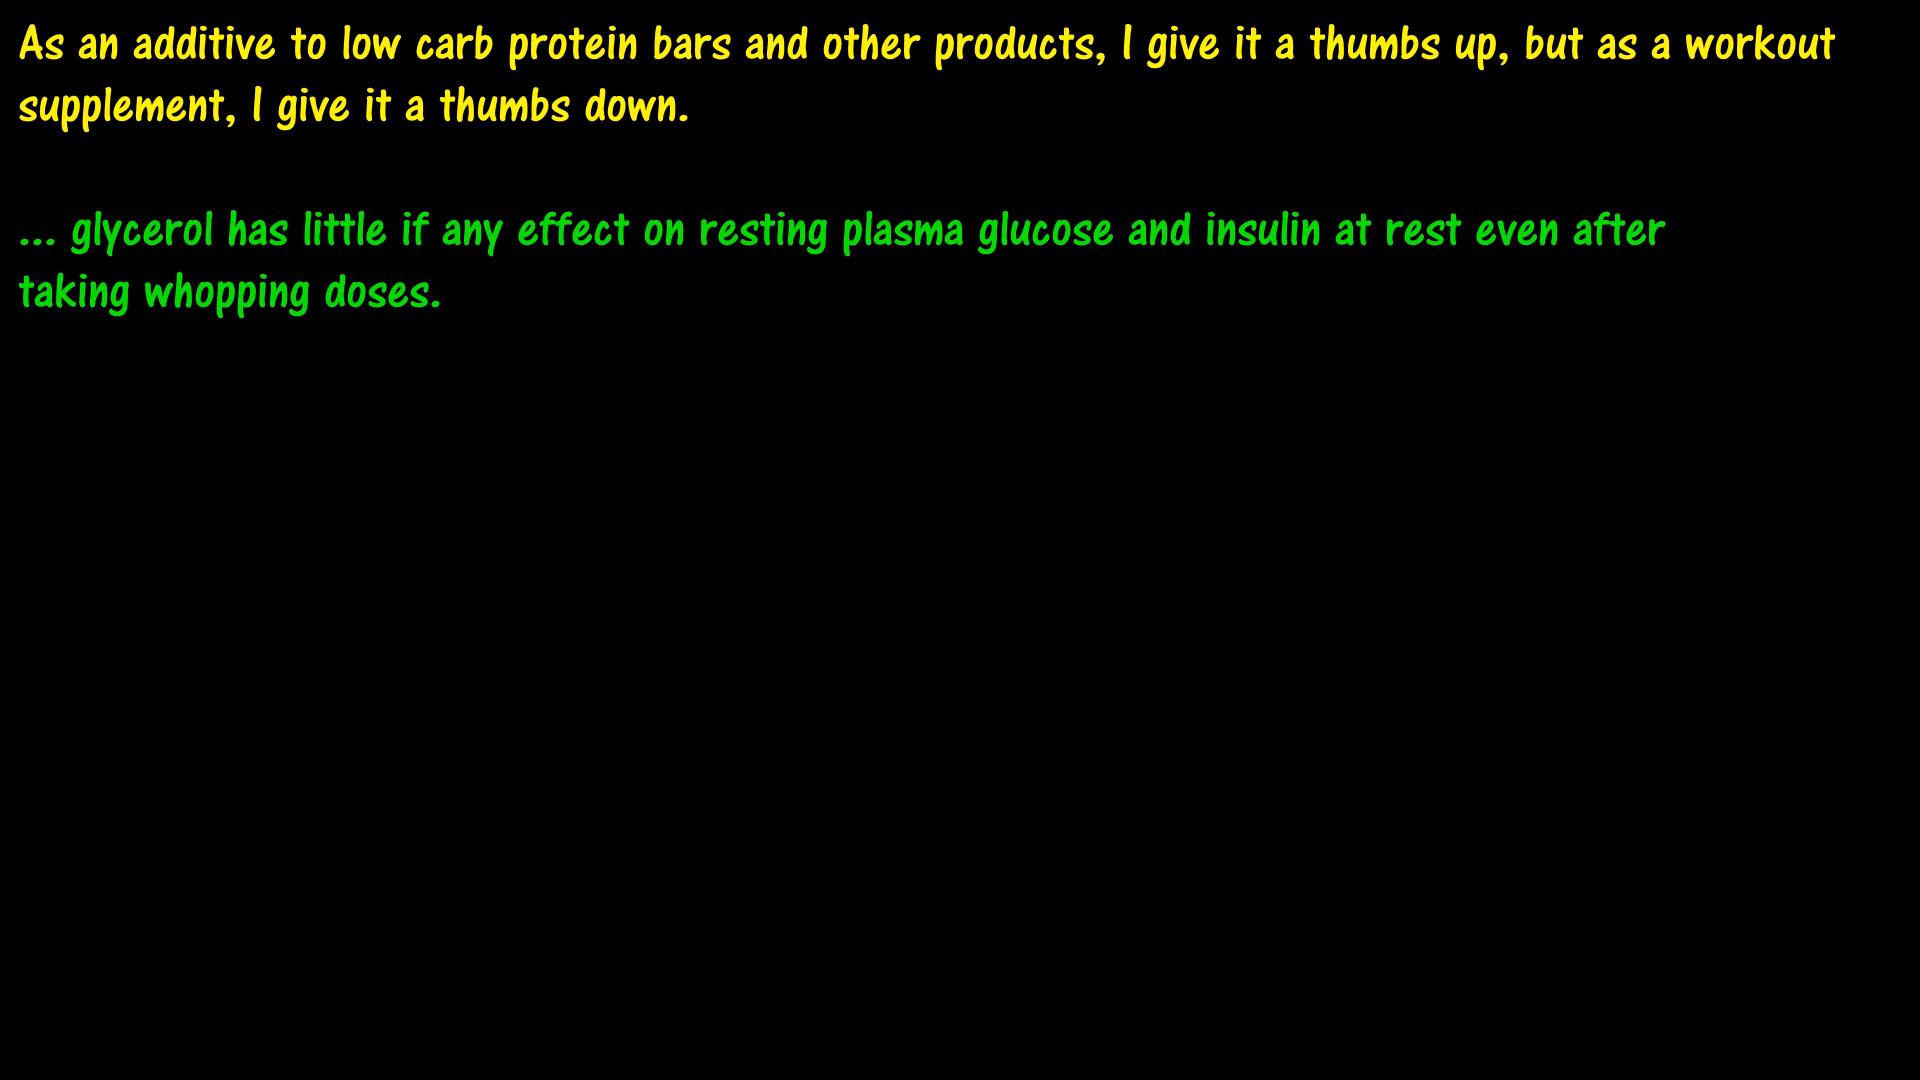 As an additive to low carb protein bars and other products, I give it a thumbs up, but as a workout
supplement, I give it a thumbs down.
... glycerol has little if any effect on resting plasma glucose and insulin at rest even after
taking whopping doses.